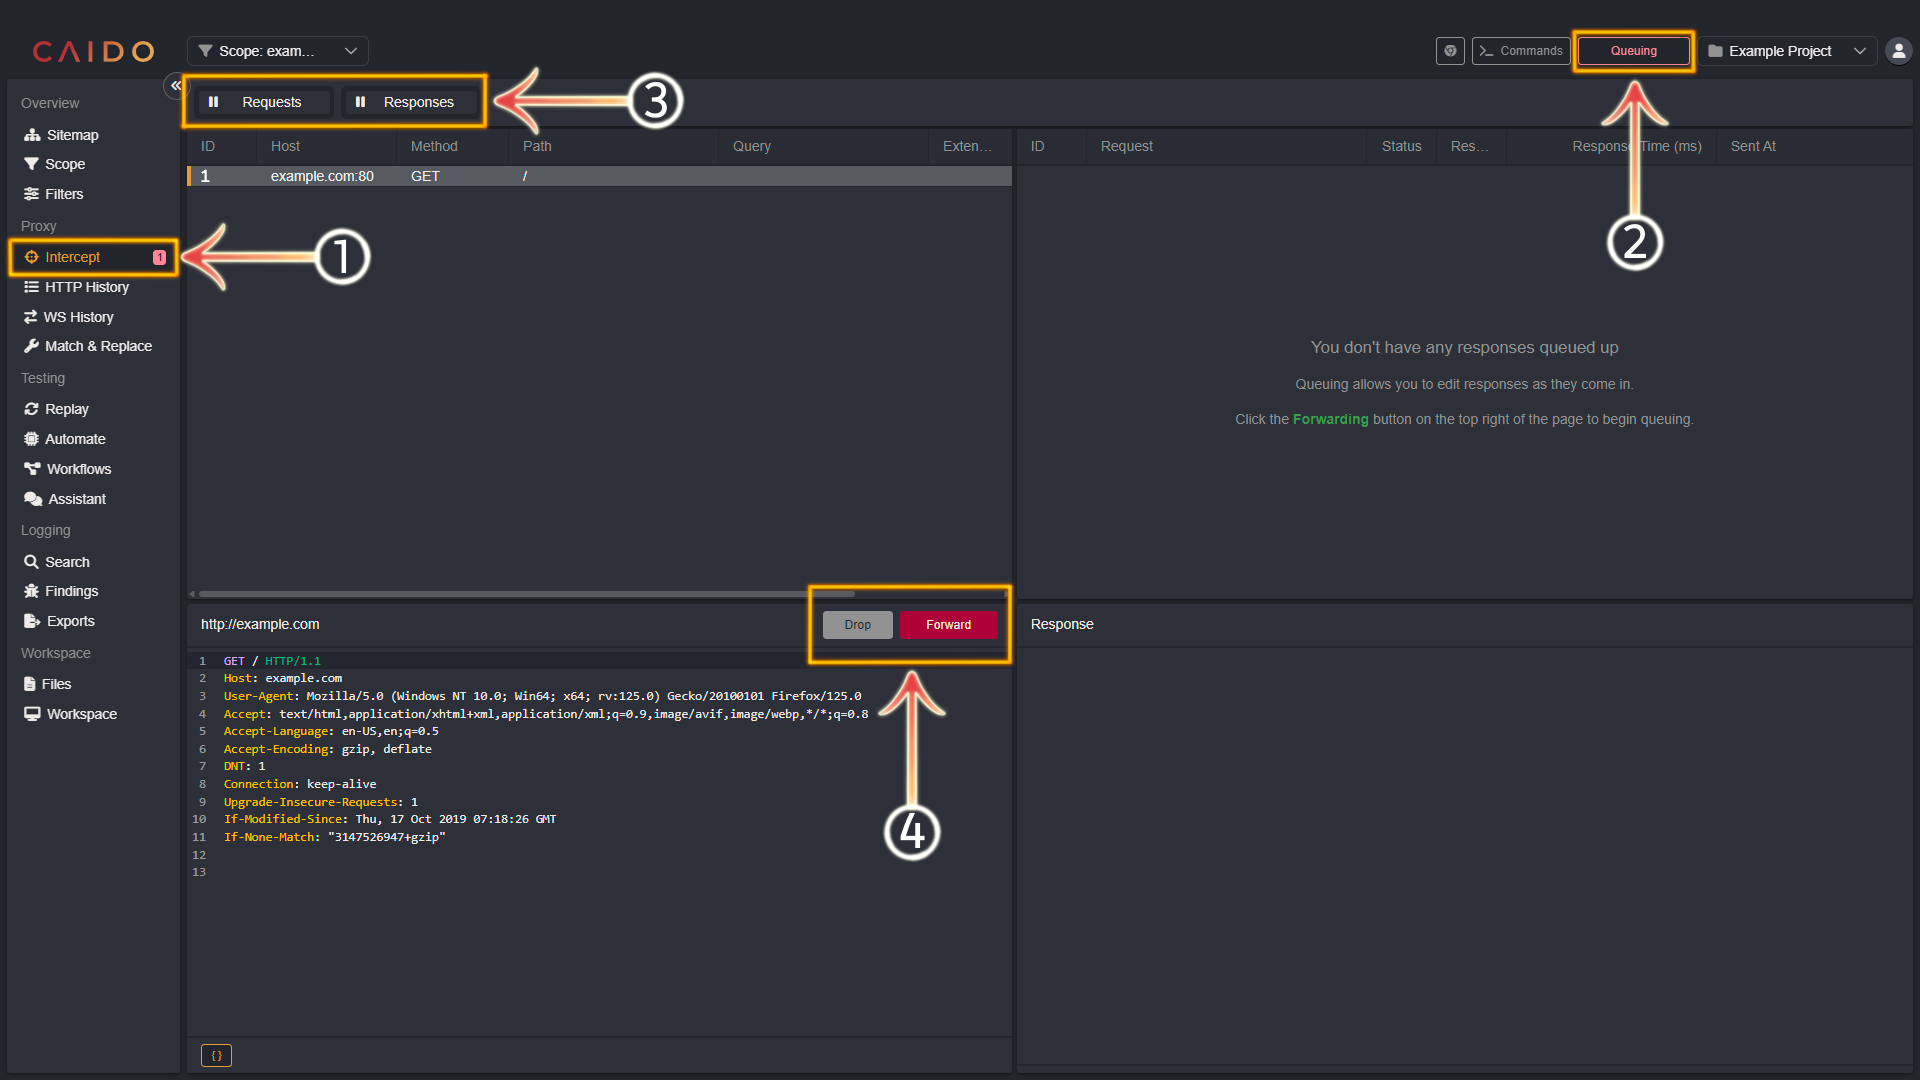 CAIDO
Scope: exam...
Commands
Queuing
Example Project
Overview
Sitemap
Scope
Filters
Proxy
Intercept 1
HTTP History
WS History
Match & Replace
Testing
Replay
Automate
Workflows
Assistant
Logging
Search
Findings
Exports
Workspace
Files
Workspace
Requests
Responses
3
2
1
4
ID Host Method Path Query Exten...
1 example.com:80 GET /
ID Request Status Res... Response Time (ms) Sent At
You don't have any responses queued up
Queuing allows you to edit responses as they come in.
Click the Forwarding button on the top right of the page to begin queuing.
http://example.com
Drop
Forward
1 GET / HTTP/1.1
2 Host: example.com
3 User-Agent: Mozilla/5.0 (Windows NT 10.0; Win64; x64; rv:125.0) Gecko/20100101 Firefox/125.0
4 Accept: text/html,application/xhtml+xml,application/xml;q=0.9,image/avif,image/webp,*/*;q=0.8
5 Accept-Language: en-US,en;q=0.5
6 Accept-Encoding: gzip, deflate
7 DNT: 1
8 Connection: keep-alive
9 Upgrade-Insecure-Requests: 1
10 If-Modified-Since: Thu, 17 Oct 2019 07:18:26 GMT
11 If-None-Match: "3147526947+gzip"
12
13
{}
Response